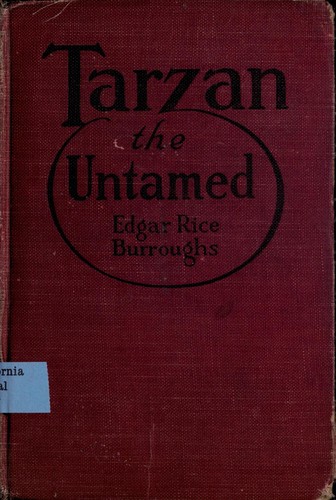 Tarzan
the
Untamed
Edgar Rice
Burroughs